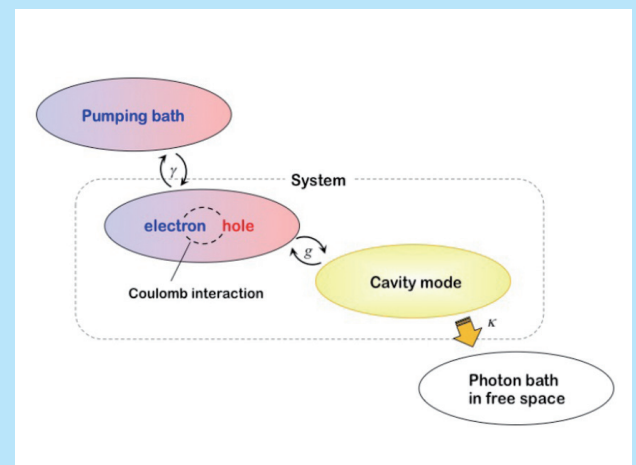 Pumping bath
γ
System
electron hole
g
Coulomb interaction
Cavity mode
κ
Photon bath
in free space